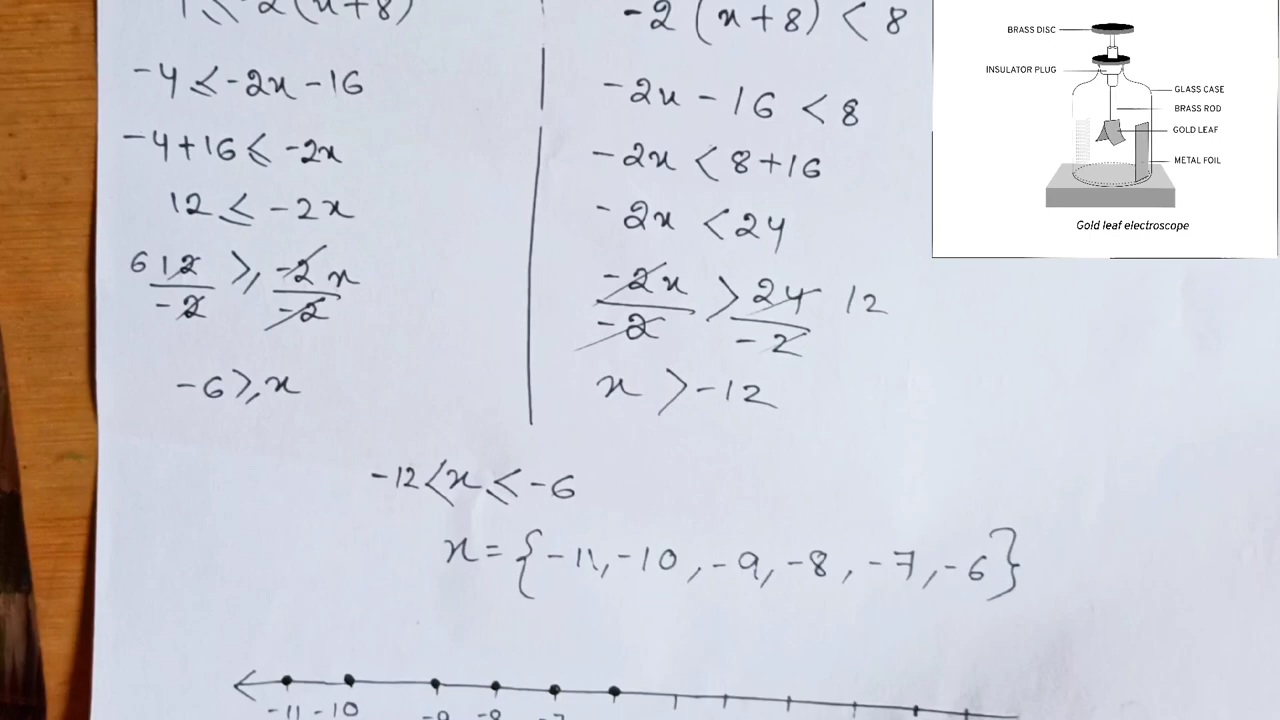 ≤ -2(x+8)
-4 ≤ -2x - 16
-4+16 ≤ -2x
12 ≤ -2x
6 12/-2 ≥ -2x/-2
-6 ≥ x
-2(x+8) < 8
-2x - 16 < 8
-2x < 8+16
-2x < 24
-2x/-2 > 24/-2 12
x > -12
-12 < x ≤ -6
x = {-11, -10, -9, -8, -7, -6}
-11 -10
BRASS DISC
INSULATOR PLUG
GLASS CASE
BRASS ROD
GOLD LEAF
METAL FOIL
Gold leaf electroscope